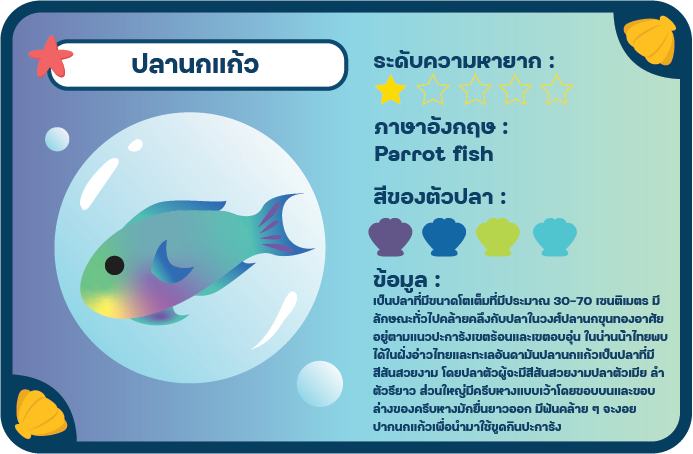 ปลานกแก้ว
ระดับความหายาก :
ภาษาอังกฤษ :
Parrot fish
สีของตัวปลา :
ข้อมูล :
เป็นปลาที่มีขนาดโตเต็มที่มีประมาณ 30-70 เซนติเมตร มี
ลักษณะทั่วไปคล้ายคลึงกับปลาในวงศ์ปลานกขุนทองอาศัย
อยู่ตามแนวปะการังเขตร้อนและเขตอบอุ่น ในน่านน้ำไทยพบ
ได้ในฝั่งอ่าวไทยและทะเลอันดามันปลานกแก้วเป็นปลาที่มี
สีสันสวยงาม โดยปลาตัวผู้จะมีสีสันสวยงามปลาตัวเมีย ลำ
ตัวรียาว ส่วนใหญ่มีครีบหางแบบเว้าโดยขอบบนและขอบ
ล่างของครีบหางมักยื่นยาวออก มีฟันคล้าย ๆ จะงอย
ปากนกแก้วเพื่อนำมาใช้ขูดกินปะการัง